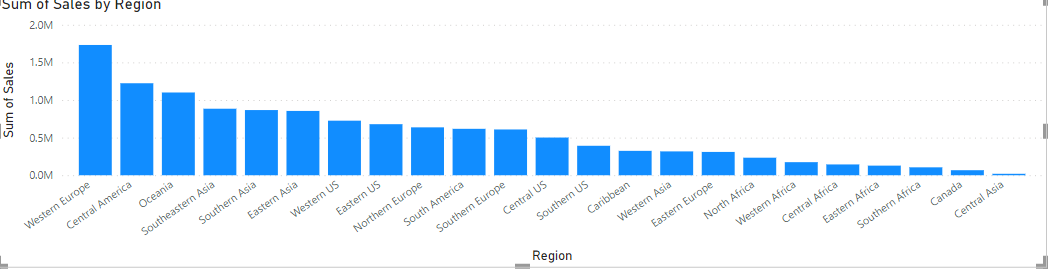 Sum of Sales by Region
2.0M
1.5M
1.0M
0.5M
0.0M
Sum of Sales
Western Europe
Central America
Oceania
Southeastern Asia
Southern Asia
Eastern Asia
Western US
Eastern US
Northern Europe
South America
Southern Europe
Central US
Southern US
Caribbean
Western Asia
Eastern Europe
North Africa
Western Africa
Central Africa
Eastern Africa
Southern Africa
Canada
Central Asia
Region